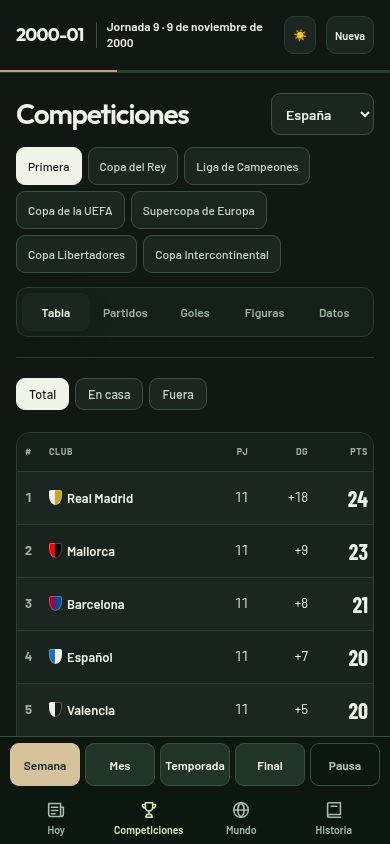 2000-01
Jornada 9 · 9 de noviembre de
2000
Nueva
Competiciones
España
Primera
Copa del Rey
Liga de Campeones
Copa de la UEFA
Supercopa de Europa
Copa Libertadores
Copa Intercontinental
Tabla
Partidos
Goles
Figuras
Datos
Total
En casa
Fuera
# CLUB PJ DG PTS
1 Real Madrid 11 +18 24
2 Mallorca 11 +9 23
3 Barcelona 11 +8 21
4 Español 11 +7 20
5 Valencia 11 +5 20
Semana
Mes
Temporada
Final
Pausa
Hoy
Competiciones
Mundo
Historia